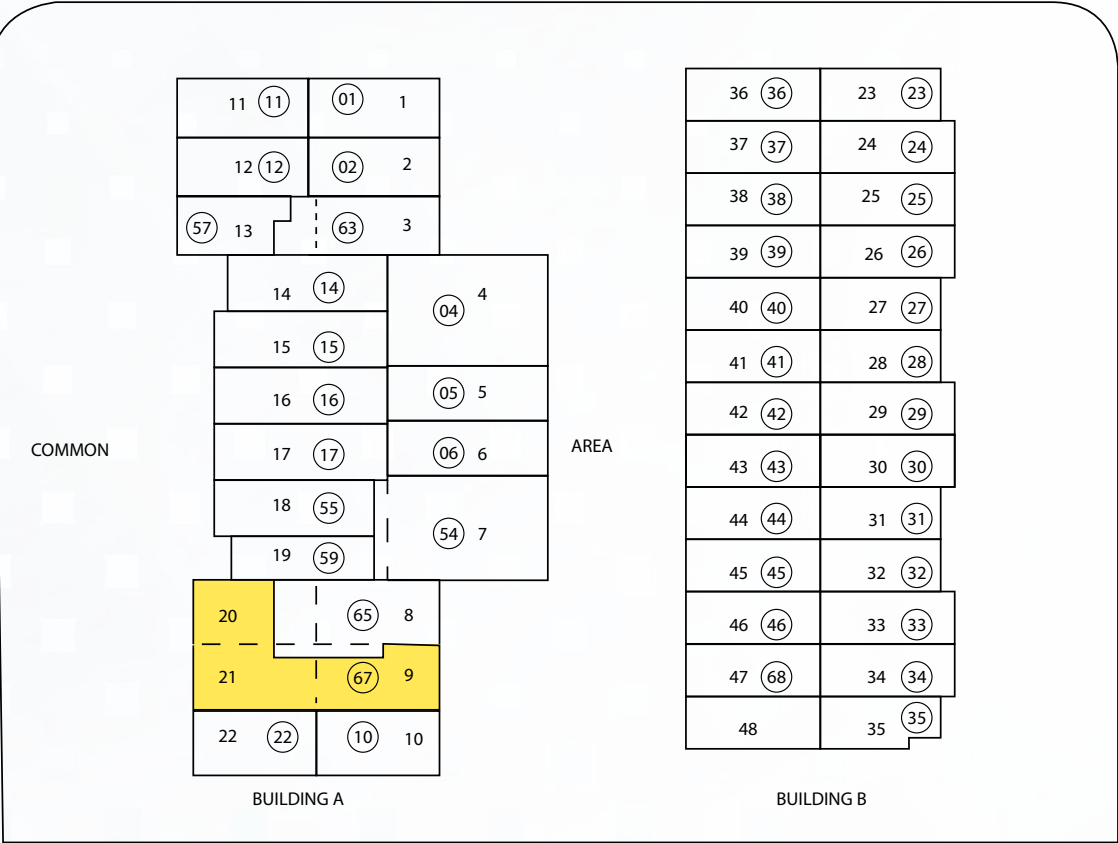 11 11 01 1
12 12 02 2
57 13 63 3
14 14 04 4
15 15
16 16 05 5
17 17 06 6
18 55 54 7
19 59
20 65 8
21 67 9
22 22 10 10
COMMON
AREA
BUILDING A
36 36 23 23
37 37 24 24
38 38 25 25
39 39 26 26
40 40 27 27
41 41 28 28
42 42 29 29
43 43 30 30
44 44 31 31
45 45 32 32
46 46 33 33
47 68 34 34
48 35 35
BUILDING B